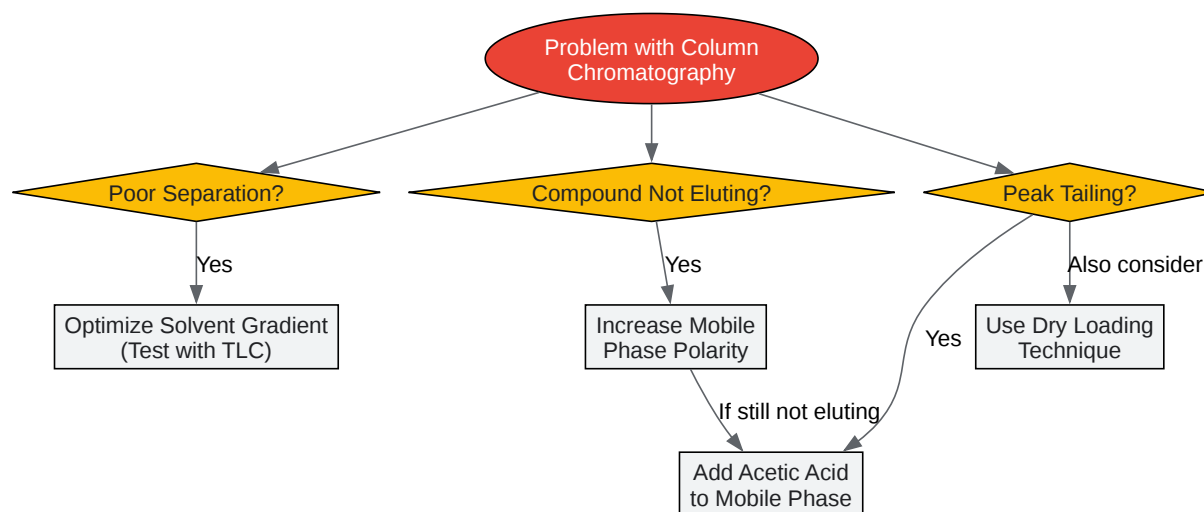 Problem with Column
Chromatography
Poor Separation?
Compound Not Eluting?
Peak Tailing?
Yes
Yes
Also consider
Optimize Solvent Gradient
(Test with TLC)
Increase Mobile
Phase Polarity
Yes
Use Dry Loading
Technique
If still not eluting
Add Acetic Acid
to Mobile Phase